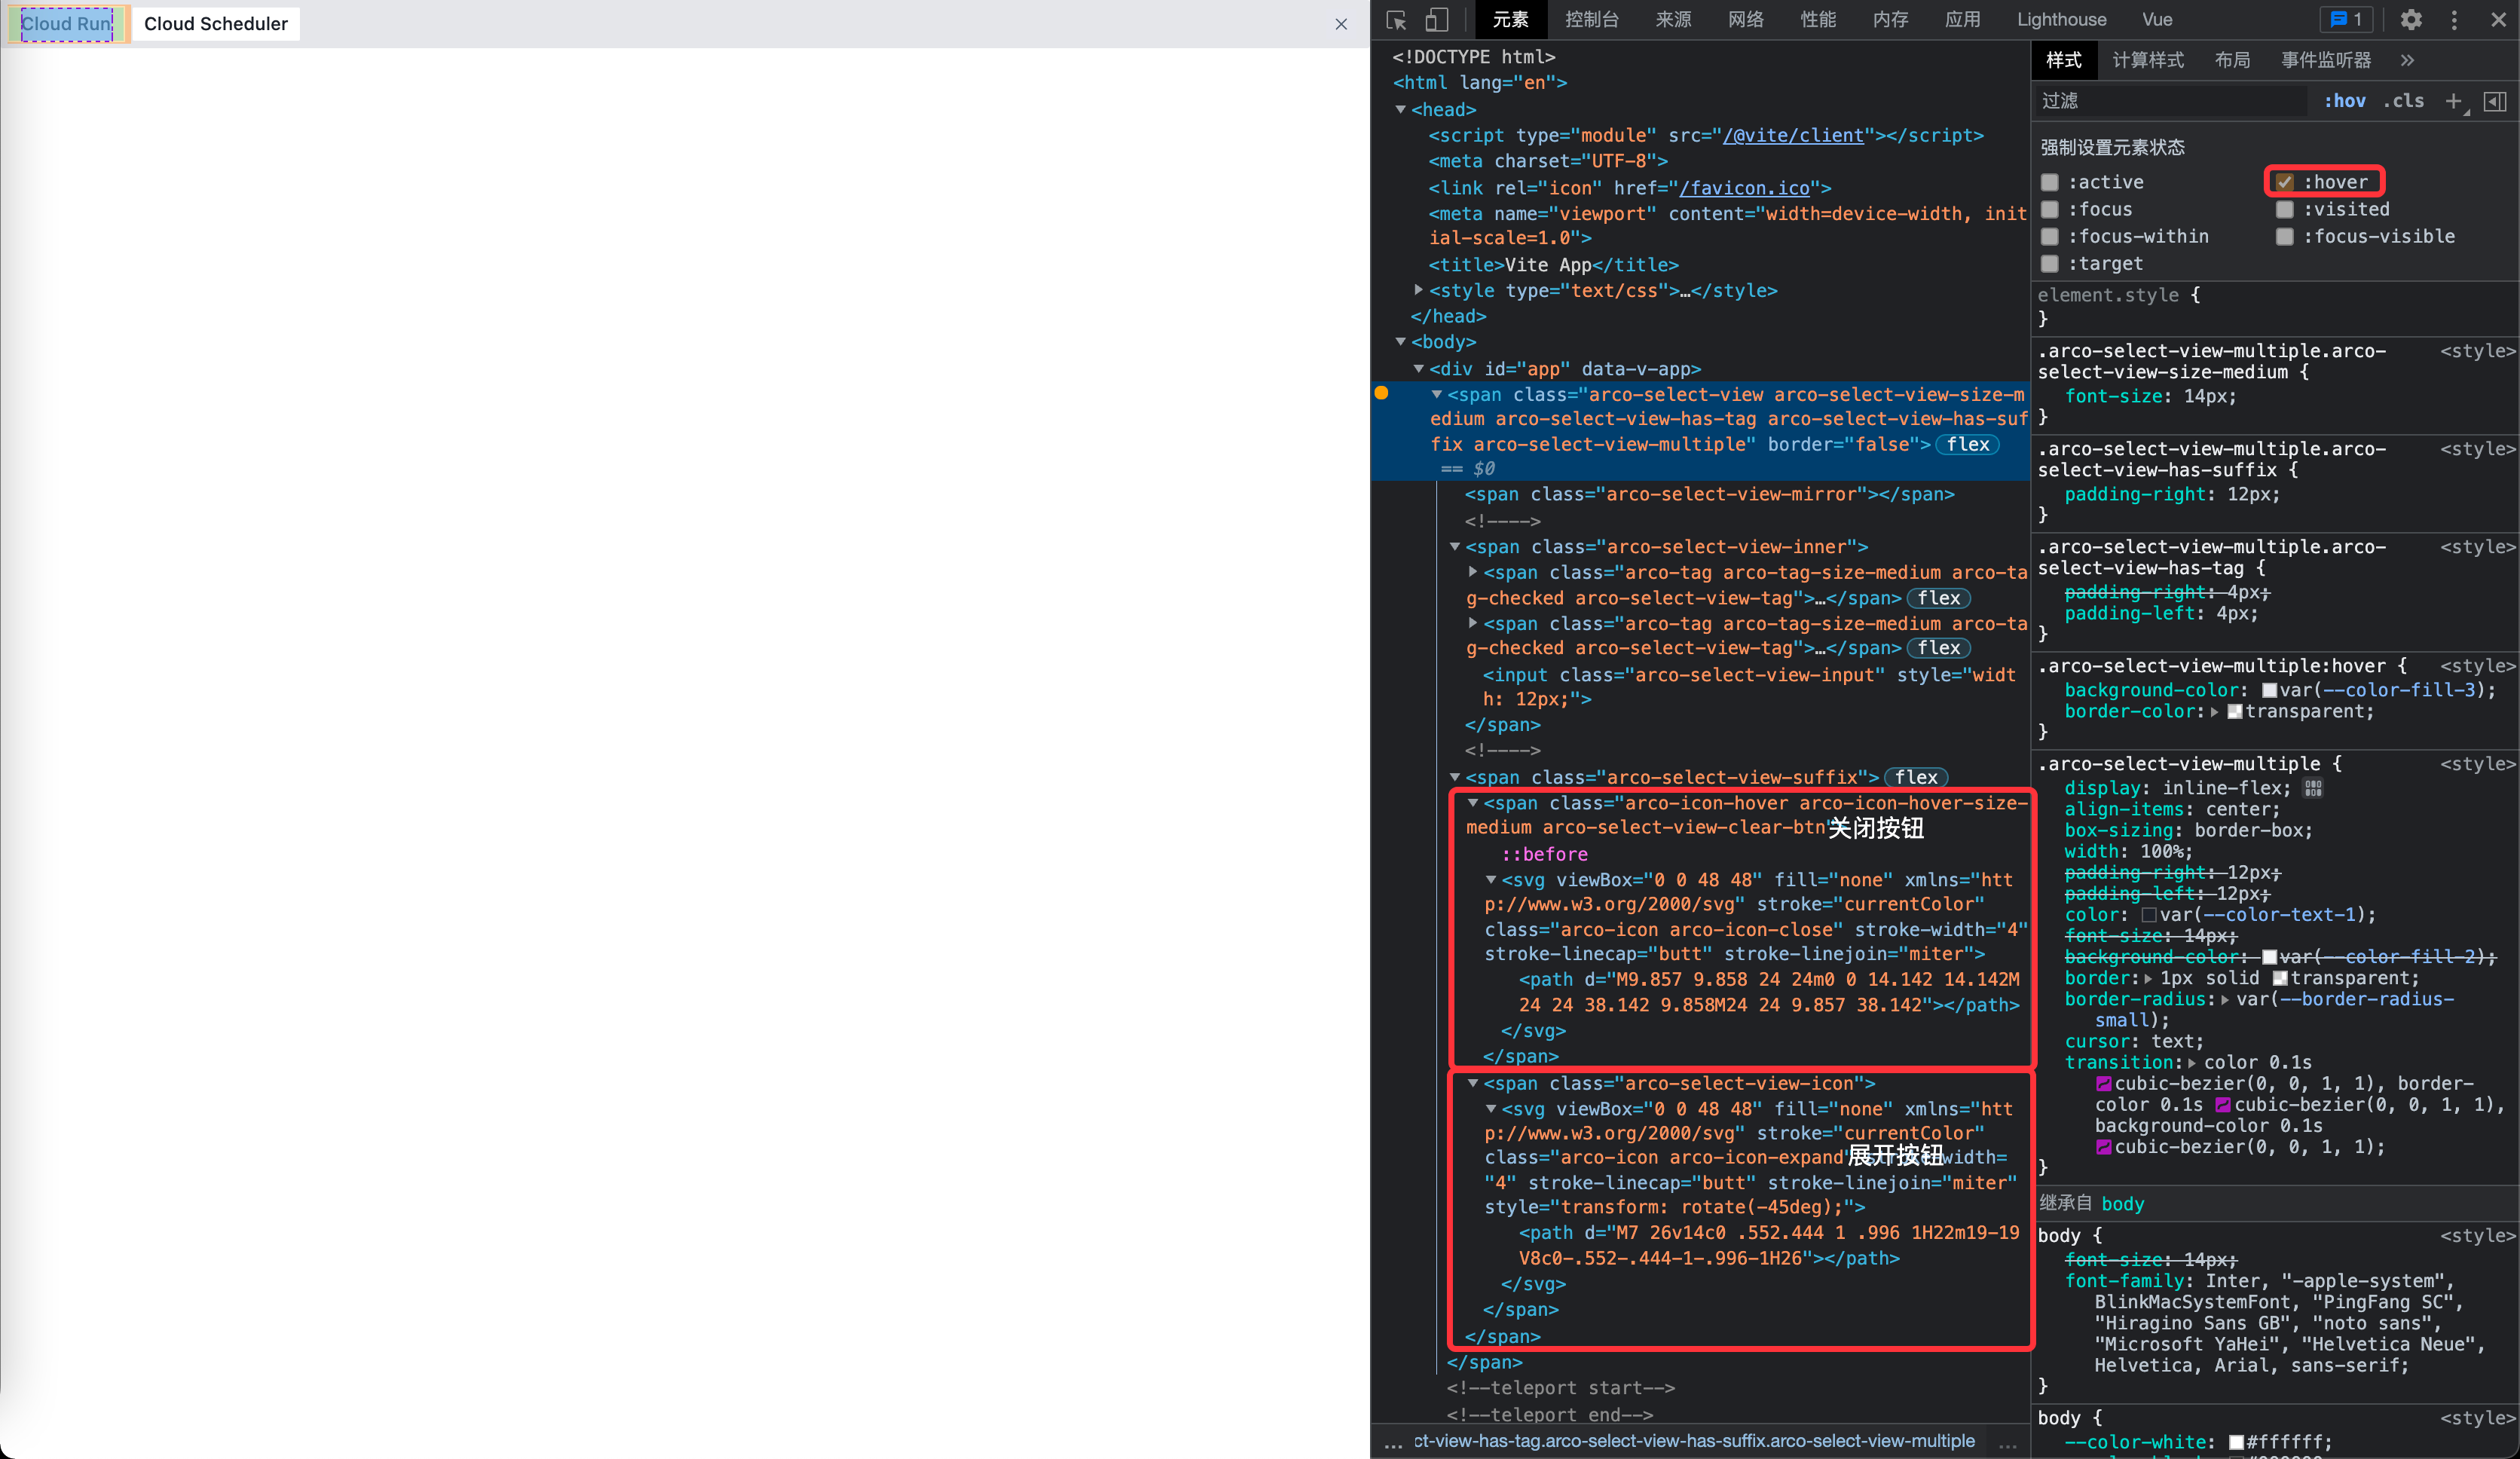 Cloud Run
Cloud Scheduler
元素 控制台 来源 网络 性能 内存 应用 Lighthouse Vue 1
<!DOCTYPE html>
<html lang="en">
<head>
<script type="module" src="/@vite/client"></script>
<meta charset="UTF-8">
<link rel="icon" href="/favicon.ico">
<meta name="viewport" content="width=device-width, init
ial-scale=1.0">
<title>Vite App</title>
<style type="text/css">…</style>
</head>
<body>
<div id="app" data-v-app>
<span class="arco-select-view arco-select-view-size-m
edium arco-select-view-has-tag arco-select-view-has-suf
fix arco-select-view-multiple" border="false"> flex
== $0
<span class="arco-select-view-mirror"></span>
<!---->
<span class="arco-select-view-inner">
<span class="arco-tag arco-tag-size-medium arco-ta
g-checked arco-select-view-tag">…</span> flex
<span class="arco-tag arco-tag-size-medium arco-ta
g-checked arco-select-view-tag">…</span> flex
<input class="arco-select-view-input" style="widt
h: 12px;">
</span>
<!---->
<span class="arco-select-view-suffix"> flex
<span class="arco-icon-hover arco-icon-hover-size-
medium arco-select-view-clear-btn"
关闭按钮
::before
<svg viewBox="0 0 48 48" fill="none" xmlns="htt
p://www.w3.org/2000/svg" stroke="currentColor"
class="arco-icon arco-icon-close" stroke-width="4"
stroke-linecap="butt" stroke-linejoin="miter">
<path d="M9.857 9.858 24 24m0 0 14.142 14.142M
24 24 38.142 9.858M24 24 9.857 38.142"></path>
</svg>
</span>
<span class="arco-select-view-icon">
<svg viewBox="0 0 48 48" fill="none" xmlns="htt
p://www.w3.org/2000/svg" stroke="currentColor"
class="arco-icon arco-icon-expand" width=
展开按钮
"4" stroke-linecap="butt" stroke-linejoin="miter"
style="transform: rotate(-45deg);">
<path d="M7 26v14c0 .552.444 1 .996 1H22m19-19
V8c0-.552-.444-1-.996-1H26"></path>
</svg>
</span>
</span>
</span>
<!--teleport start-->
<!--teleport end-->
… ct-view-has-tag.arco-select-view-has-suffix.arco-select-view-multiple …
样式 计算样式 布局 事件监听器 »
过滤 :hov .cls +
强制设置元素状态
:active :hover
:focus :visited
:focus-within :focus-visible
:target
element.style {
}
.arco-select-view-multiple.arco- <style>
select-view-size-medium {
font-size: 14px;
}
.arco-select-view-multiple.arco- <style>
select-view-has-suffix {
padding-right: 12px;
}
.arco-select-view-multiple.arco- <style>
select-view-has-tag {
padding-right: 4px;
padding-left: 4px;
}
.arco-select-view-multiple:hover { <style>
background-color: var(--color-fill-3);
border-color: transparent;
}
.arco-select-view-multiple { <style>
display: inline-flex;
align-items: center;
box-sizing: border-box;
width: 100%;
padding-right: 12px;
padding-left: 12px;
color: var(--color-text-1);
font-size: 14px;
background-color: var(--color-fill-2);
border: 1px solid transparent;
border-radius: var(--border-radius-
small);
cursor: text;
transition: color 0.1s
cubic-bezier(0, 0, 1, 1), border-
color 0.1s cubic-bezier(0, 0, 1, 1),
background-color 0.1s
cubic-bezier(0, 0, 1, 1);
}
继承自 body
body { <style>
font-size: 14px;
font-family: Inter, "-apple-system",
BlinkMacSystemFont, "PingFang SC",
"Hiragino Sans GB", "noto sans",
"Microsoft YaHei", "Helvetica Neue",
Helvetica, Arial, sans-serif;
}
body { <style>
--color-white: #ffffff;